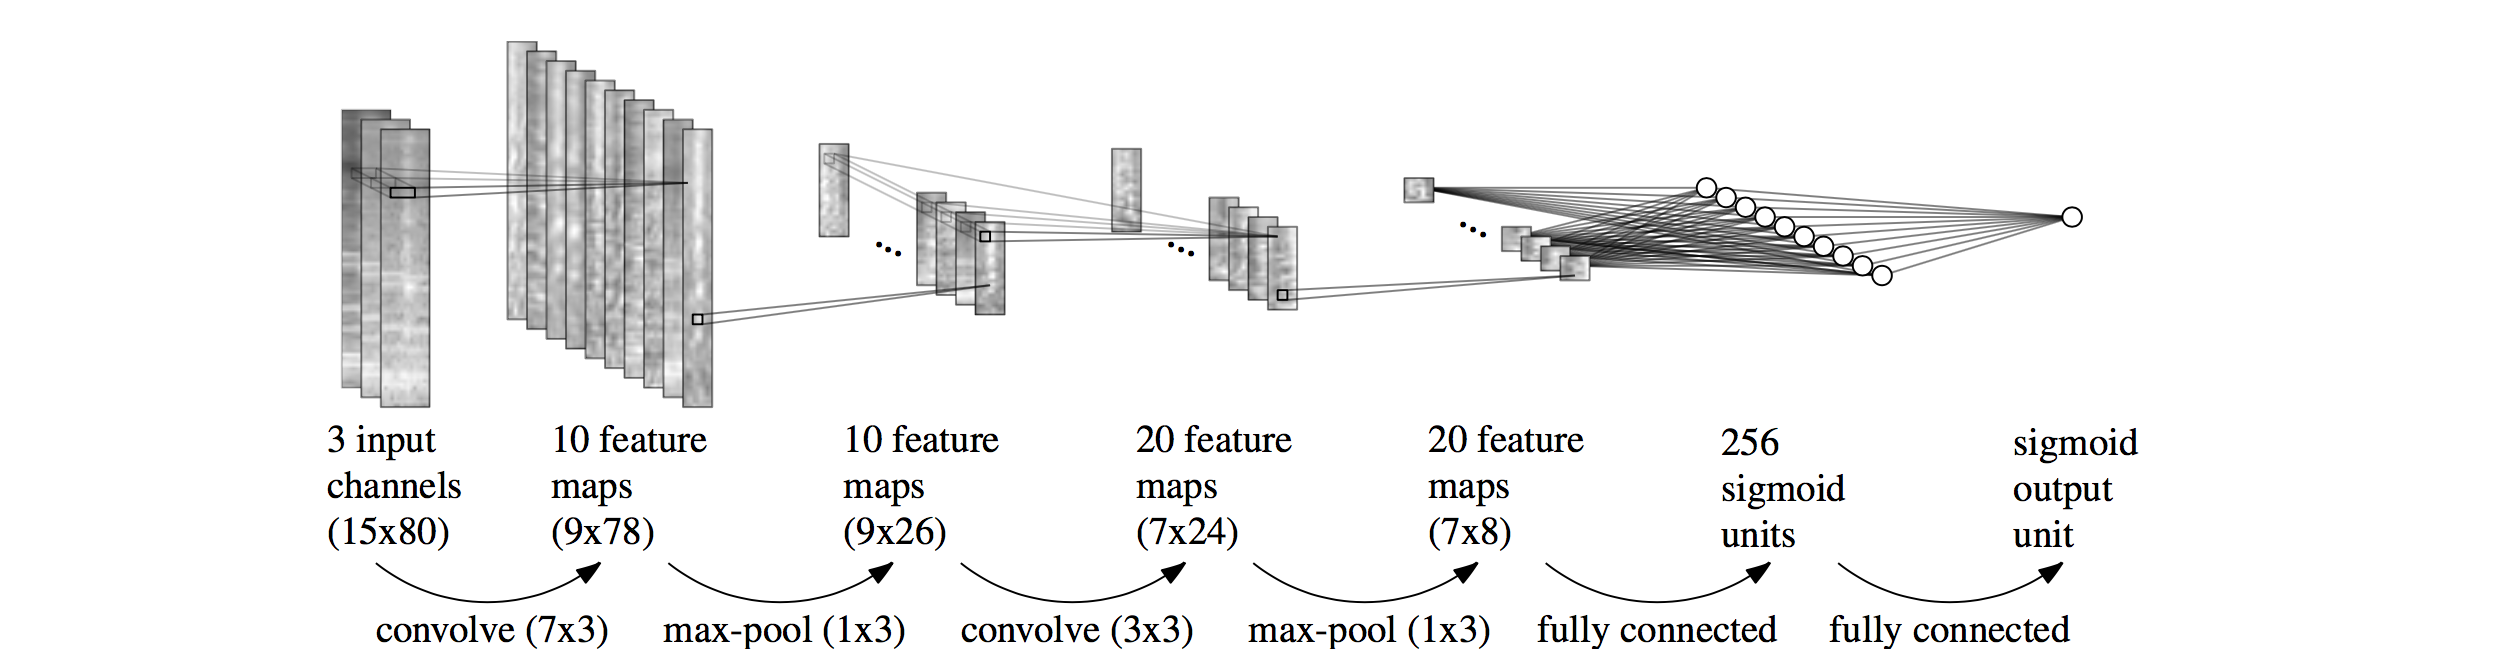 3 input
channels
(15x80)
10 feature
maps
(9x78)
10 feature
maps
(9x26)
20 feature
maps
(7x24)
20 feature
maps
(7x8)
256
sigmoid
units
sigmoid
output
unit
convolve (7x3)
max-pool (1x3)
convolve (3x3)
max-pool (1x3)
fully connected
fully connected